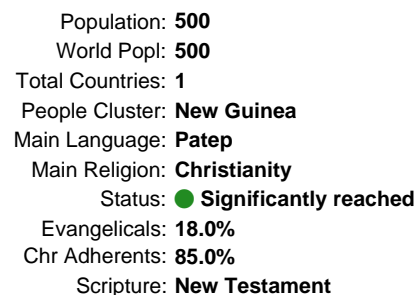 Population: 500
World Popl: 500
Total Countries: 1
People Cluster: New Guinea
Main Language: Patep
Main Religion: Christianity
Status: Significantly reached
Evangelicals: 18.0%
Chr Adherents: 85.0%
Scripture: New Testament